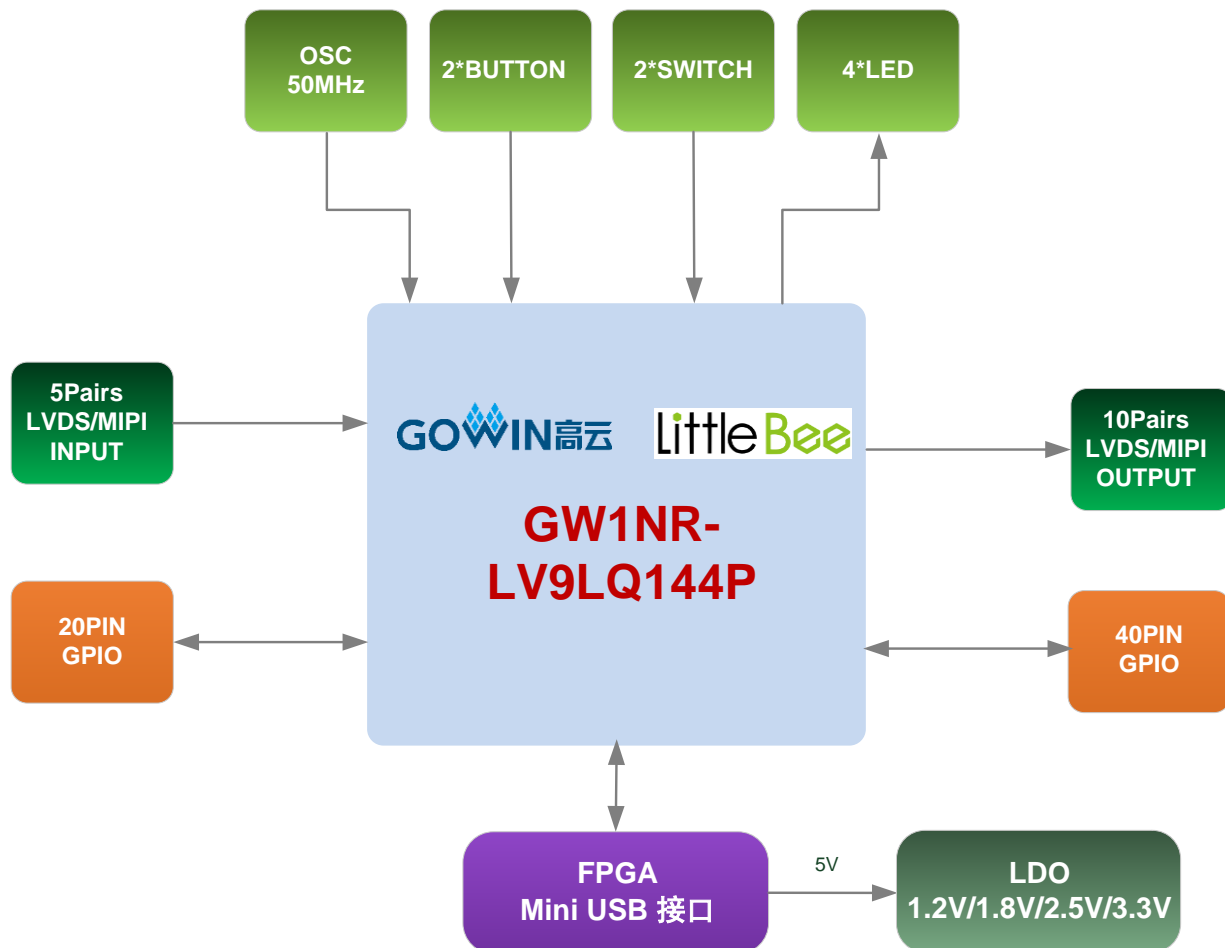 OSC
50MHz
2*BUTTON
2*SWITCH
4*LED
5Pairs
LVDS/MIPI
INPUT
GOWIN高云
LittleBee
10Pairs
LVDS/MIPI
OUTPUT
GW1NR-
LV9LQ144P
20PIN
GPIO
40PIN
GPIO
FPGA
Mini USB 接口
5V
LDO
1.2V/1.8V/2.5V/3.3V